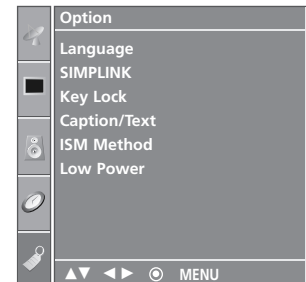 Option
Language
SIMPLINK
Key Lock
Caption/Text
ISM Method
Low Power
MENU